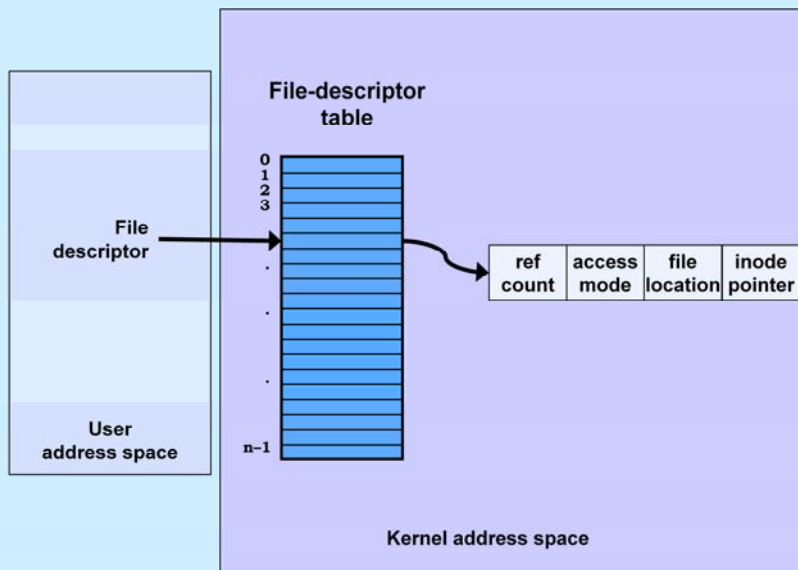 File-descriptor
table
0
1
2
3
.
.
.
n-1
File
descriptor
User
address space
ref
count
access
mode
file
location
inode
pointer
Kernel address space